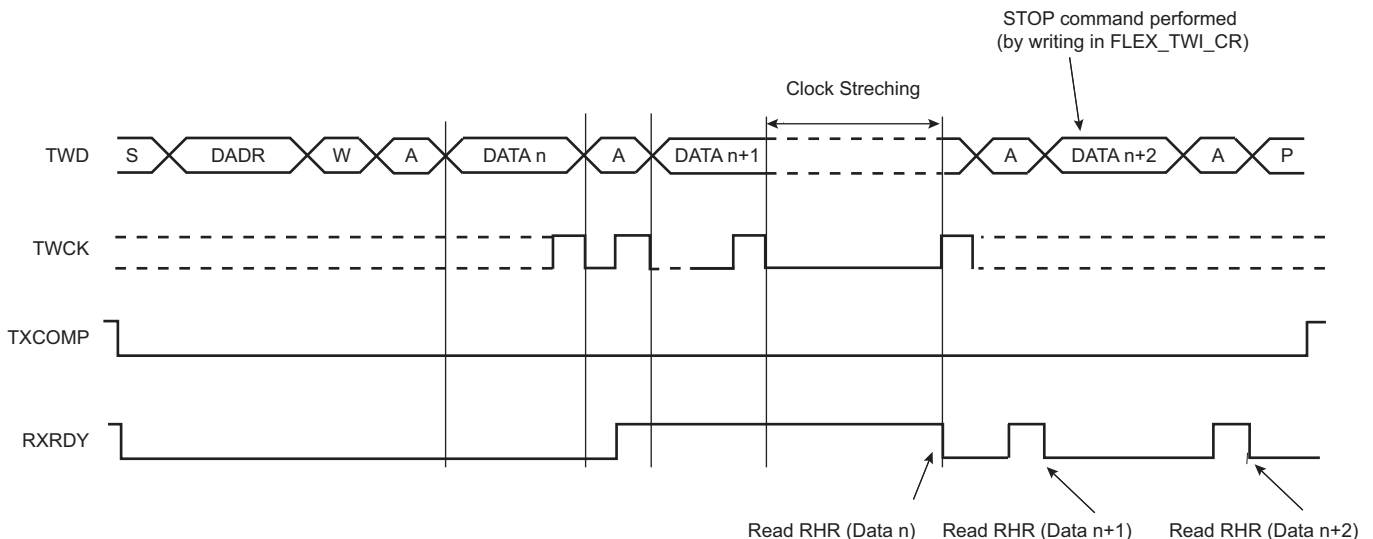 STOP command performed
(by writing in FLEX_TWI_CR)
Clock Streching
TWD S DADR W A DATA n A DATA n+1 A DATA n+2 A P
TWCK
TXCOMP
RXRDY
Read RHR (Data n) Read RHR (Data n+1) Read RHR (Data n+2)